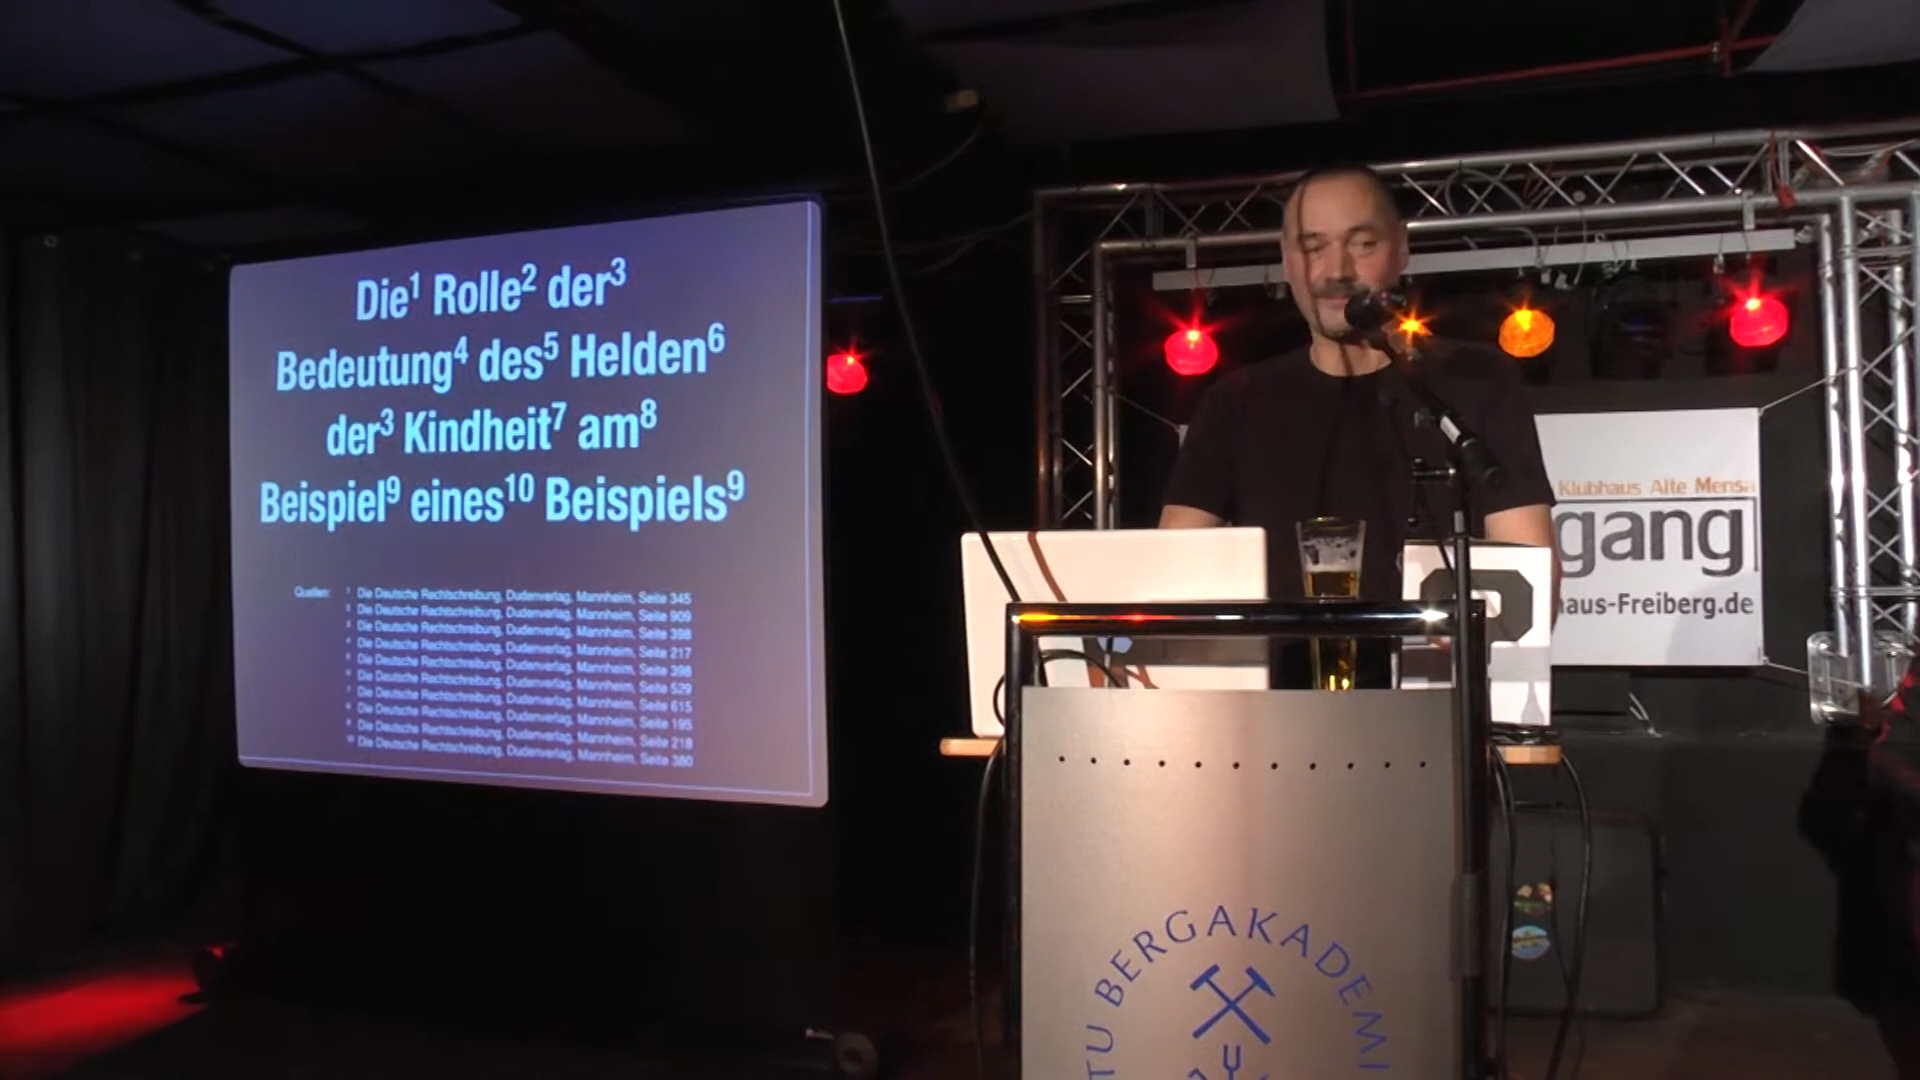 Die¹ Rolle² der³
Bedeutung⁴ des⁵ Helden⁶
der³ Kindheit⁷ am⁸
Beispiel⁹ eines¹⁰ Beispiels⁹
Quellen:
¹ Die Deutsche Rechtschreibung, Dudenverlag, Mannheim, Seite 345
² Die Deutsche Rechtschreibung, Dudenverlag, Mannheim, Seite 909
³ Die Deutsche Rechtschreibung, Dudenverlag, Mannheim, Seite 398
⁴ Die Deutsche Rechtschreibung, Dudenverlag, Mannheim, Seite 217
⁵ Die Deutsche Rechtschreibung, Dudenverlag, Mannheim, Seite 398
⁶ Die Deutsche Rechtschreibung, Dudenverlag, Mannheim, Seite 529
⁷ Die Deutsche Rechtschreibung, Dudenverlag, Mannheim, Seite 615
⁸ Die Deutsche Rechtschreibung, Dudenverlag, Mannheim, Seite 195
⁹ Die Deutsche Rechtschreibung, Dudenverlag, Mannheim, Seite 218
¹⁰ Die Deutsche Rechtschreibung, Dudenverlag, Mannheim, Seite 380
Klubhaus Alte Mensa
gang
haus-Freiberg.de
TU BERGAKADEMI